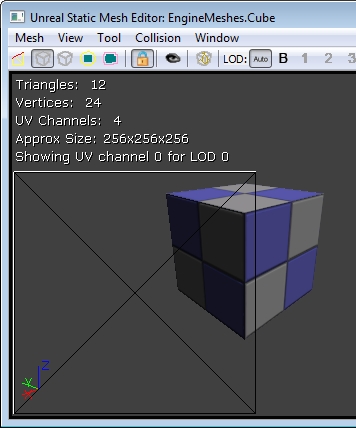 Unreal Static Mesh Editor: EngineMeshes.Cube
Mesh View Tool Collision Window
LOD: Auto B 1 2 3
Triangles: 12
Vertices: 24
UV Channels: 4
Approx Size: 256x256x256
Showing UV channel 0 for LOD 0
Z
Y
X